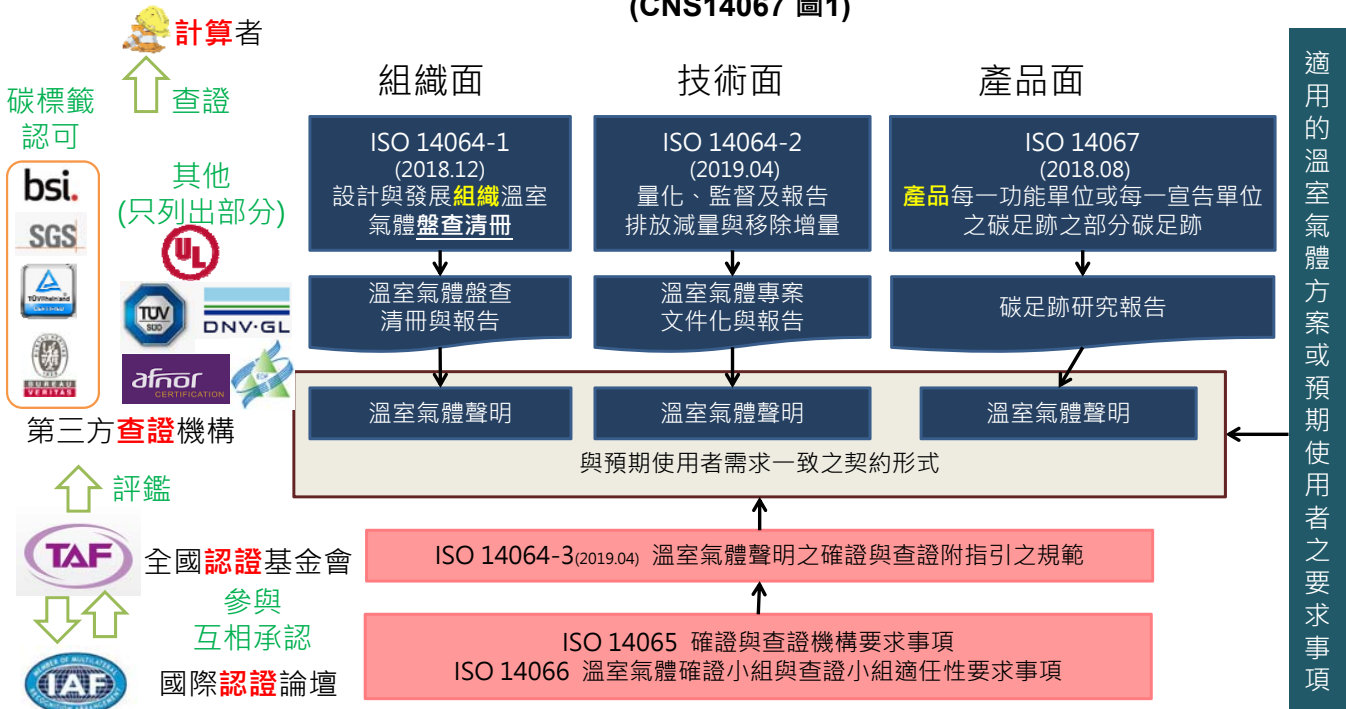 (CNS14067 圖1)
計算者
查證
碳標籤
認可
其他
(只列出部分)
bsi.
SGS
TÜVRheinland
BUREAU
VERITAS
UL
TÜV
SÜD
DNV·GL
afnor
CERTIFICATION
第三方查證機構
評鑑
TAF
全國認證基金會
參與
互相承認
IAF
國際認證論壇
組織面
ISO 14064-1
(2018.12)
設計與發展組織溫室
氣體盤查清冊
溫室氣體盤查
清冊與報告
溫室氣體聲明
技術面
ISO 14064-2
(2019.04)
量化、監督及報告
排放減量與移除增量
溫室氣體專案
文件化與報告
溫室氣體聲明
產品面
ISO 14067
(2018.08)
產品每一功能單位或每一宣告單位
之碳足跡之部分碳足跡
碳足跡研究報告
溫室氣體聲明
與預期使用者需求一致之契約形式
ISO 14064-3(2019.04) 溫室氣體聲明之確證與查證附指引之規範
ISO 14065 確證與查證機構要求事項
ISO 14066 溫室氣體確證小組與查證小組適任性要求事項
適用的溫室氣體方案或預期使用者之要求事項